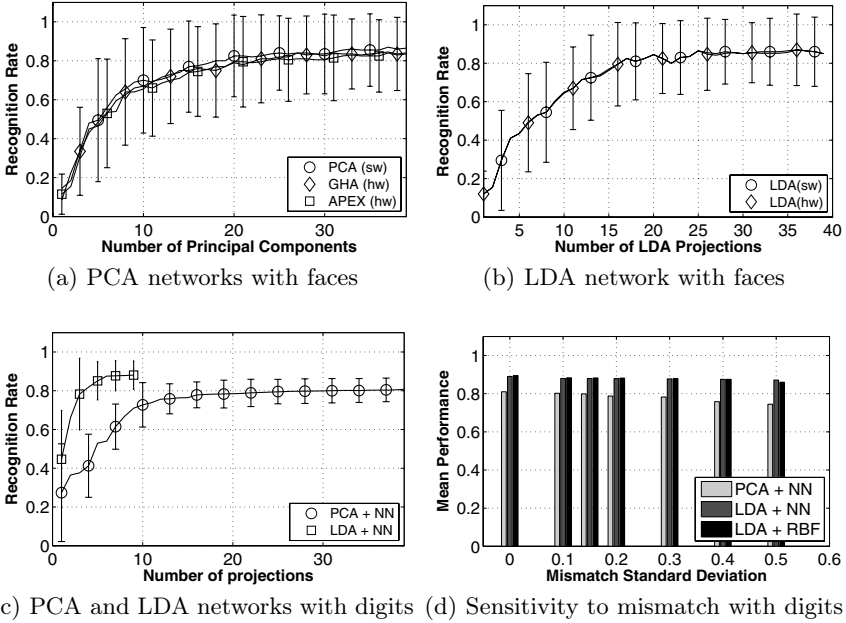 1
0.8
0.6
0.4
0.2
0
Recognition Rate
PCA (sw)
GHA (hw)
APEX (hw)
0 10 20 30
Number of Principal Components
(a) PCA networks with faces
1
0.8
0.6
0.4
0.2
0
Recognition Rate
LDA(sw)
LDA(hw)
5 10 15 20 25 30 35 40
Number of LDA Projections
(b) LDA network with faces
1
0.8
0.6
0.4
0.2
0
Recognition Rate
PCA + NN
LDA + NN
0 10 20 30
Number of projections
c) PCA and LDA networks with digits
1
0.8
0.6
0.4
0.2
0
Mean Performance
PCA + NN
LDA + NN
LDA + RBF
0 0.1 0.2 0.3 0.4 0.5 0.6
Mismatch Standard Deviation
(d) Sensitivity to mismatch with digits